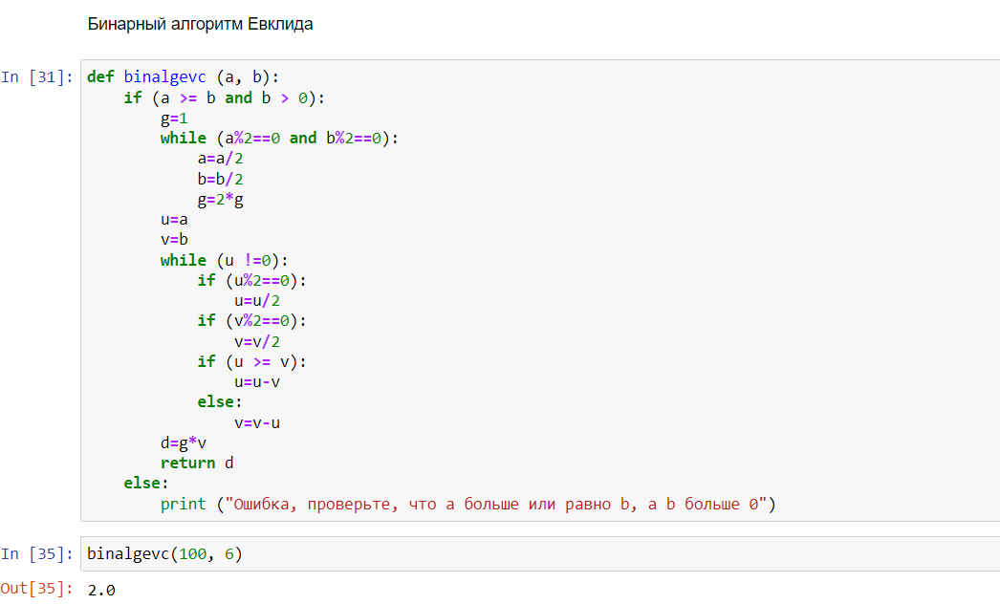 Бинарный алгоритм Евклида
In [31]: def binalgevc (a, b):
    if (a >= b and b > 0):
        g=1
        while (a%2==0 and b%2==0):
            a=a/2
            b=b/2
            g=2*g
        u=a
        v=b
        while (u !=0):
            if (u%2==0):
                u=u/2
            if (v%2==0):
                v=v/2
            if (u >= v):
                u=u-v
            else:
                v=v-u
        d=g*v
        return d
    else:
        print ("Ошибка, проверьте, что a больше или равно b, а b больше 0")
In [35]: binalgevc(100, 6)
Out[35]: 2.0